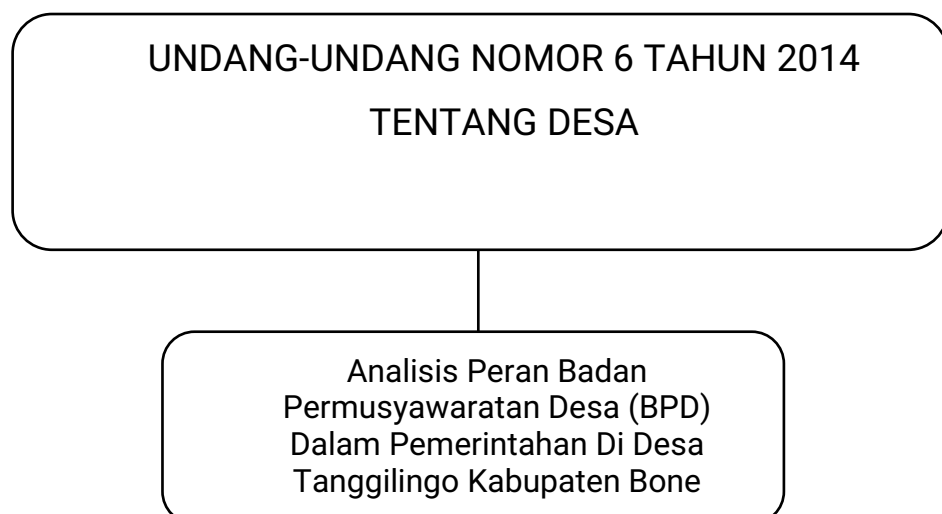 UNDANG-UNDANG NOMOR 6 TAHUN 2014
TENTANG DESA
Analisis Peran Badan
Permusyawaratan Desa (BPD)
Dalam Pemerintahan Di Desa
Tanggilingo Kabupaten Bone